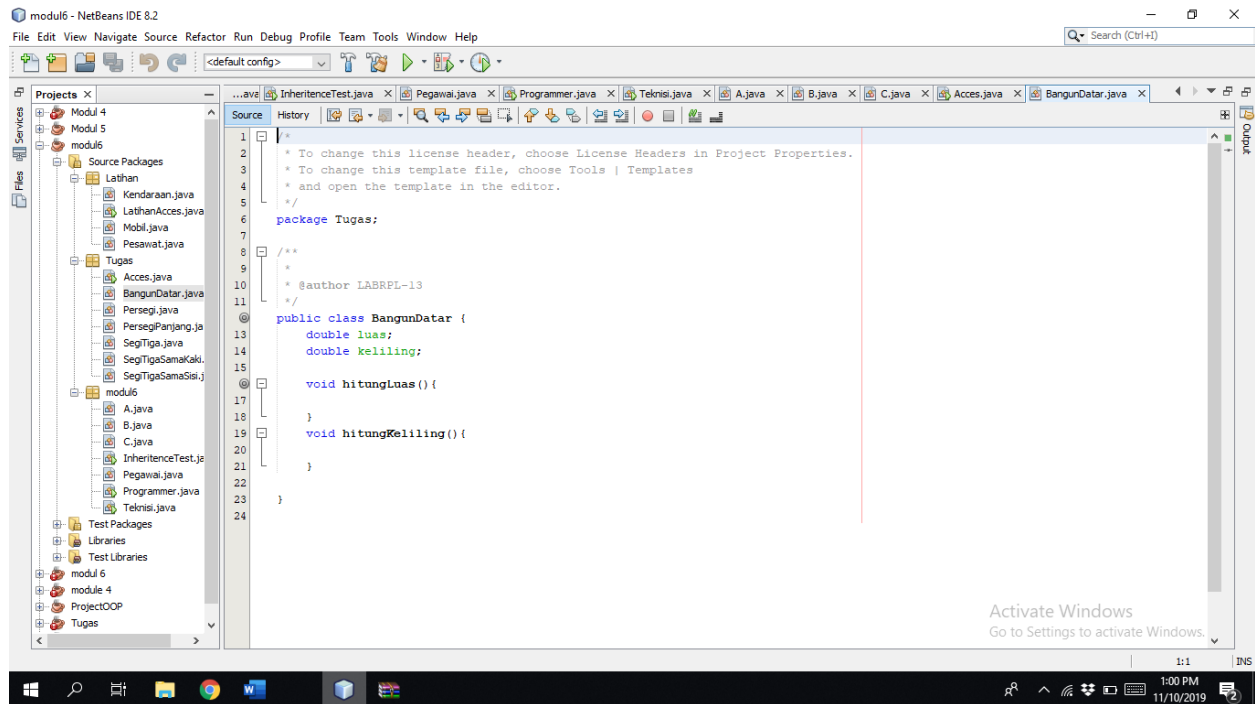 modul6 - NetBeans IDE 8.2
File Edit View Navigate Source Refactor Run Debug Profile Team Tools Window Help
Search (Ctrl+I)
<default config>
Projects
...ava InheritenceTest.java Pegawai.java Programmer.java Teknisi.java A.java B.java C.java Acces.java BangunDatar.java
Services
Files
Output
Modul 4
Modul 5
modul6
Source Packages
Latihan
Kendaraan.java
LatihanAcces.java
Mobil.java
Pesawat.java
Tugas
Acces.java
BangunDatar.java
Persegi.java
PersegiPanjang.ja
SegiTiga.java
SegiTigaSamaKaki.
SegiTigaSamaSisi.j
modul6
A.java
B.java
C.java
InheritenceTest.ja
Pegawai.java
Programmer.java
Teknisi.java
Test Packages
Libraries
Test Libraries
modul 6
module 4
ProjectOOP
Tugas
Source History
1 /*
2 * To change this license header, choose License Headers in Project Properties.
3 * To change this template file, choose Tools | Templates
4 * and open the template in the editor.
5 */
6 package Tugas;
7
8 /**
9 *
10 * @author LABRPL-13
11 */
public class BangunDatar {
13 double luas;
14 double keliling;
15
void hitungLuas(){
17
18 }
19 void hitungKeliling(){
20
21 }
22
23 }
24
Activate Windows
Go to Settings to activate Windows.
1:1 INS
1:00 PM
11/10/2019
2